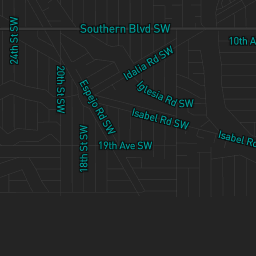 Southern Blvd SW
24th St SW
10th A
Idalia Rd SW
20th St SW
Espejo Rd SW
Iglesia Rd SW
Isabel Rd SW
Isabel Rd
18th St SW
19th Ave SW